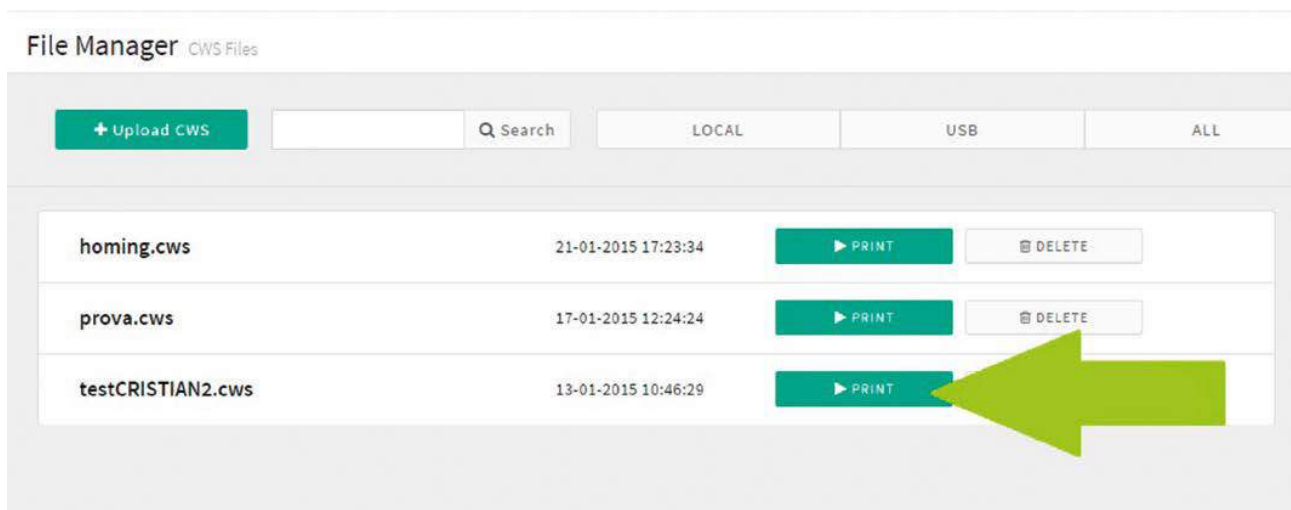 File Manager CWS Files
+ Upload CWS Search LOCAL USB ALL
homing.cws 21-01-2015 17:23:34 PRINT DELETE
prova.cws 17-01-2015 12:24:24 PRINT DELETE
testCRISTIAN2.cws 13-01-2015 10:46:29 PRINT